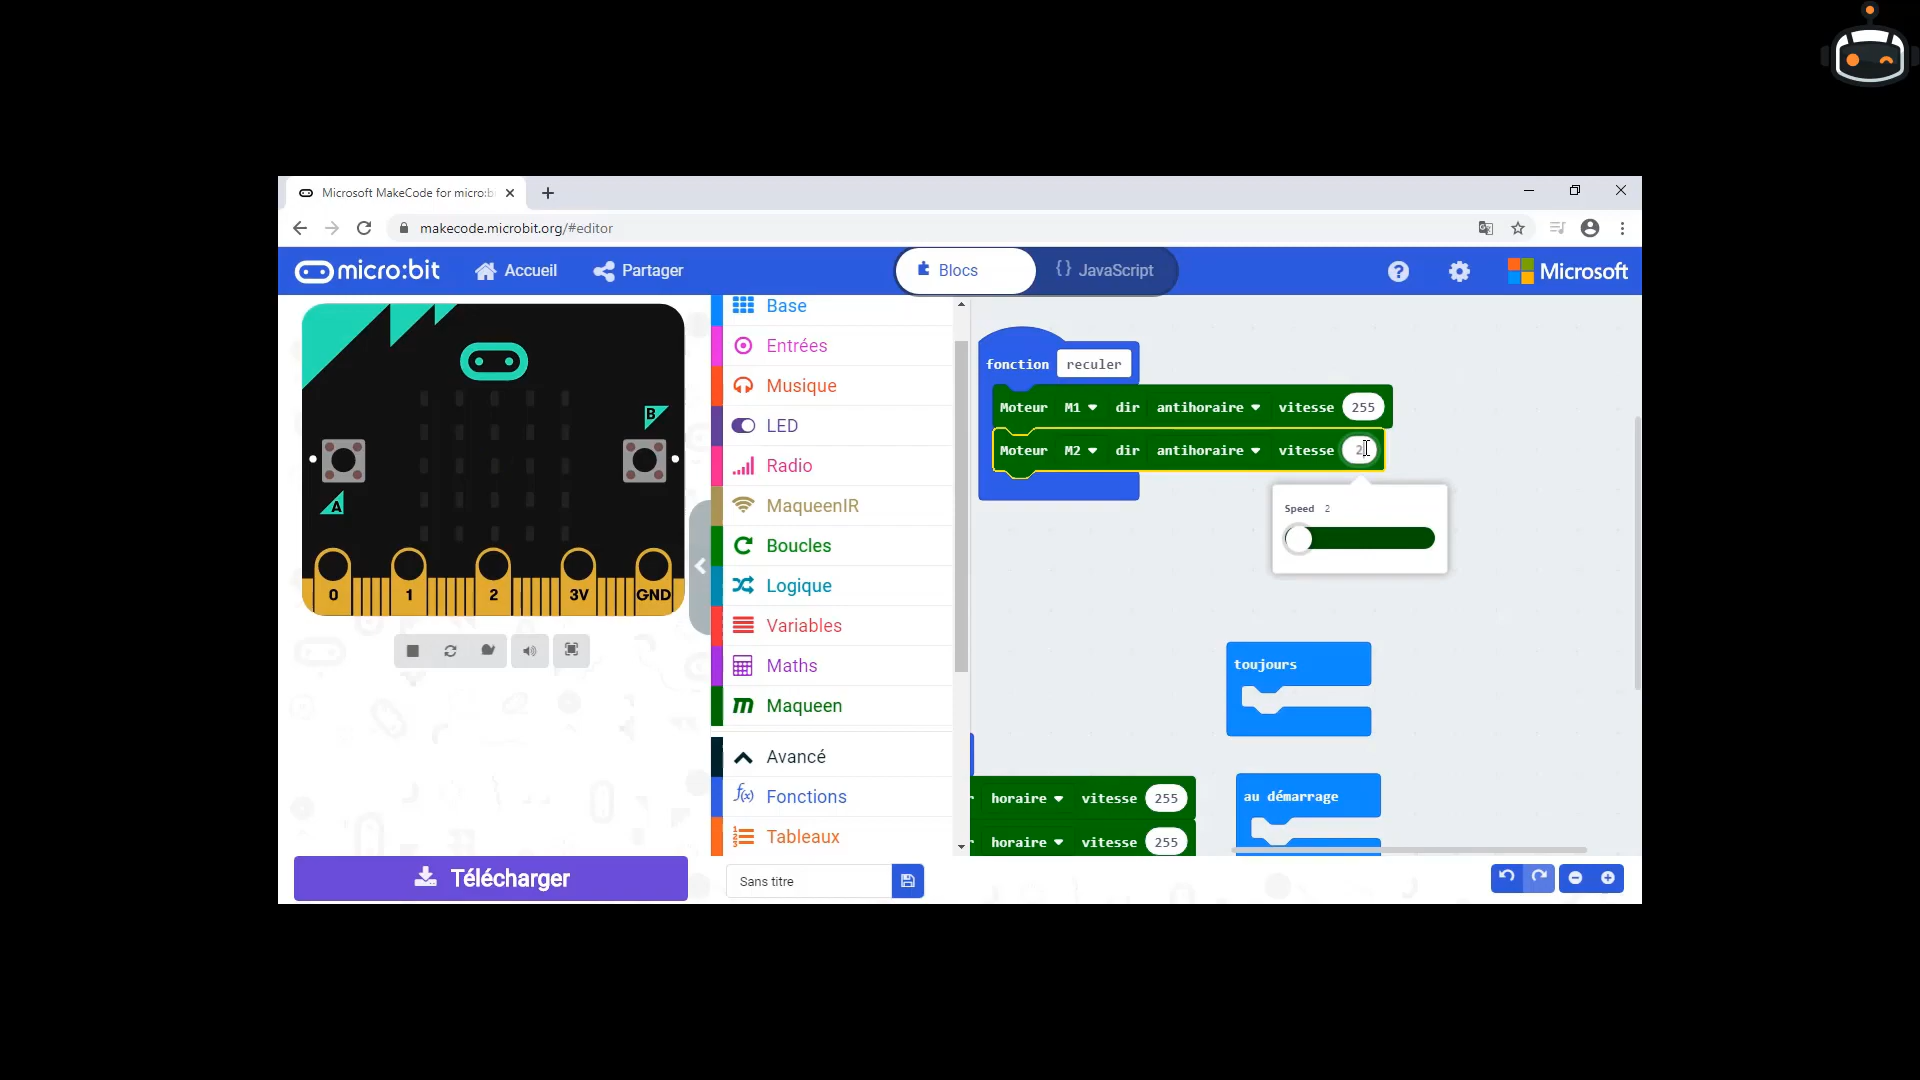 Microsoft MakeCode for micro:b
makecode.microbit.org/#editor
micro:bit
Accueil
Partager
Blocs
{} JavaScript
?
Microsoft
B
A
0 1 2 3V GND
Télécharger
Base
Entrées
Musique
LED
Radio
MaqueenIR
Boucles
Logique
Variables
Maths
Maqueen
Avancé
Fonctions
Tableaux
Sans titre
fonction reculer
Moteur M1 dir antihoraire vitesse 255
Moteur M2 dir antihoraire vitesse 2
Speed 2
toujours
au démarrage
horaire vitesse 255
horaire vitesse 255